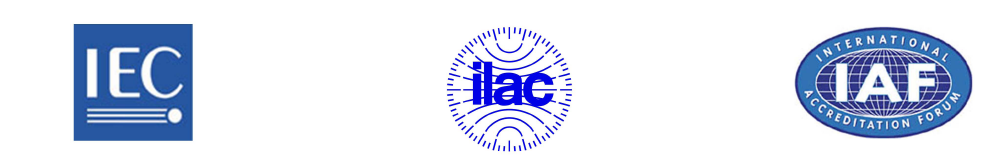 IEC
ilac
INTERNATIONAL
IAF
ACCREDITATION FORUM